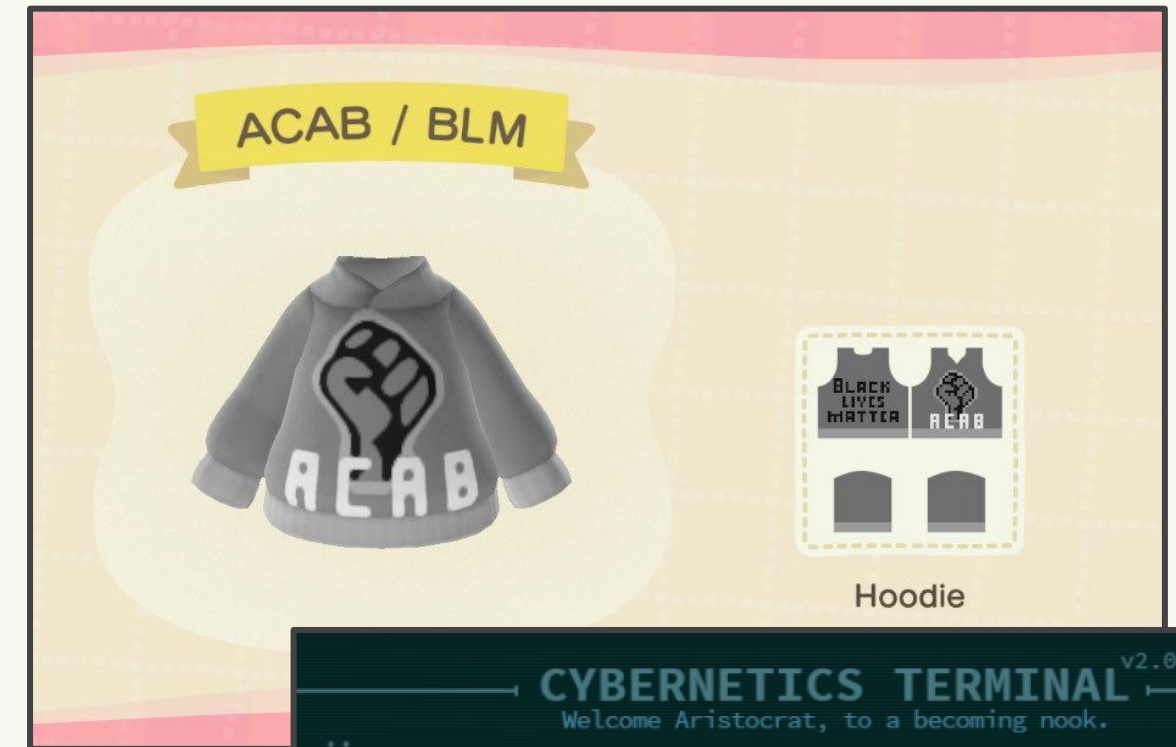 ACAB / BLM
ACAB
BLACK
LIVES
MATTER
ACAB
Hoodie
CYBERNETICS TERMINAL
v2.0
Welcome Aristocrat, to a becoming nook.